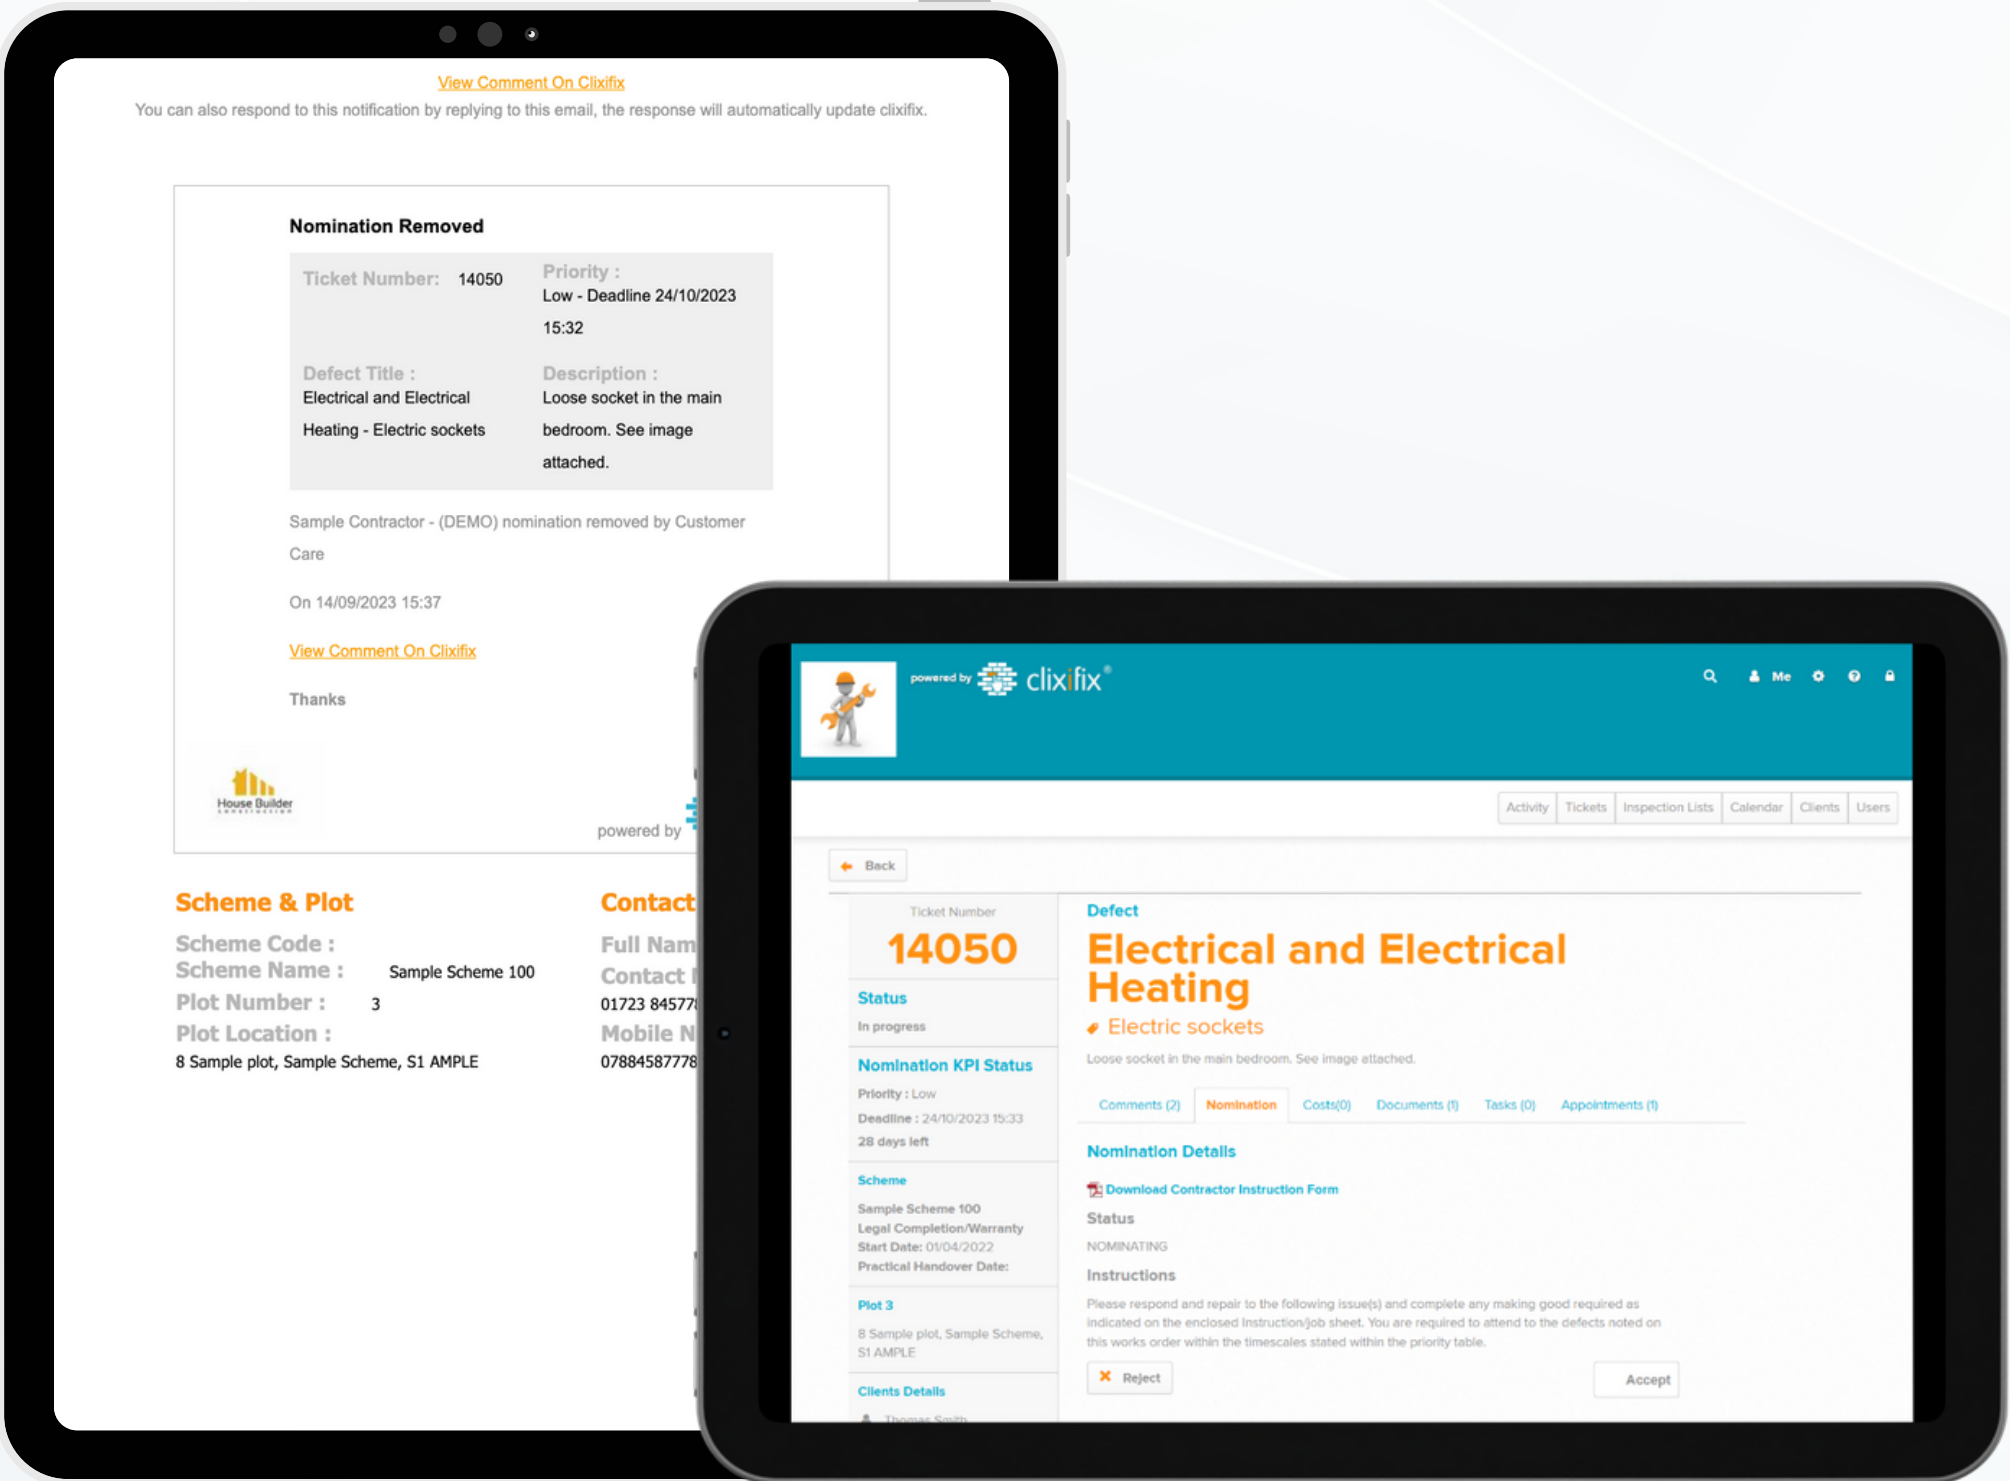 View Comment On Clixifix
You can also respond to this notification by replying to this email, the response will automatically update clixifix.
Nomination Removed
Ticket Number: 14050
Priority :
Low - Deadline 24/10/2023
15:32
Defect Title :
Electrical and Electrical
Heating - Electric sockets
Description :
Loose socket in the main
bedroom. See image
attached.
Sample Contractor - (DEMO) nomination removed by Customer
Care
On 14/09/2023 15:37
View Comment On Clixifix
Thanks
House Builder
CONSTRUCTION
powered by
Scheme & Plot
Scheme Code :
Scheme Name : Sample Scheme 100
Plot Number : 3
Plot Location :
8 Sample plot, Sample Scheme, S1 AMPLE
Contact
Full Nam
Contact
01723 84577
Mobile N
07884587778
powered by clixifix®
Me
Activity Tickets Inspection Lists Calendar Clients Users
Back
Ticket Number
14050
Status
In progress
Nomination KPI Status
Priority : Low
Deadline : 24/10/2023 15:33
28 days left
Scheme
Sample Scheme 100
Legal Completion/Warranty
Start Date: 01/04/2022
Practical Handover Date:
Plot 3
8 Sample plot, Sample Scheme,
S1 AMPLE
Clients Details
Thomas Smith
Defect
Electrical and Electrical
Heating
Electric sockets
Loose socket in the main bedroom. See image attached.
Comments (2) Nomination Costs(0) Documents (1) Tasks (0) Appointments (1)
Nomination Details
Download Contractor Instruction Form
Status
NOMINATING
Instructions
Please respond and repair to the following issue(s) and complete any making good required as
indicated on the enclosed Instruction/job sheet. You are required to attend to the defects noted on
this works order within the timescales stated within the priority table.
Reject
Accept